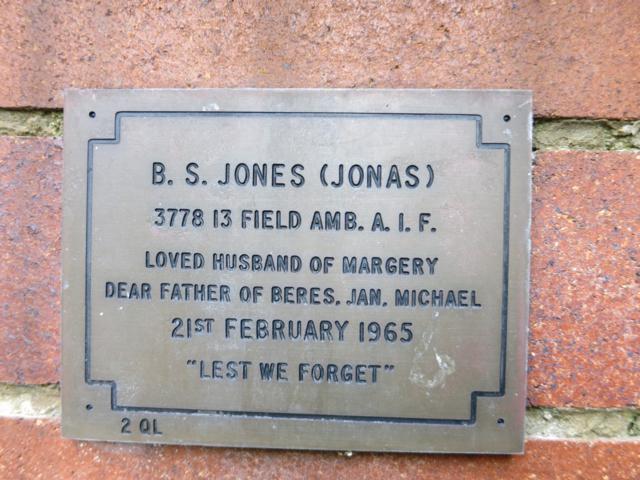 B. S. JONES (JONAS)
3778 13 FIELD AMB. A. I. F.
LOVED HUSBAND OF MARGERY
DEAR FATHER OF BERES. JAN. MICHAEL
21ST FEBRUARY 1965
"LEST WE FORGET"
2 QL